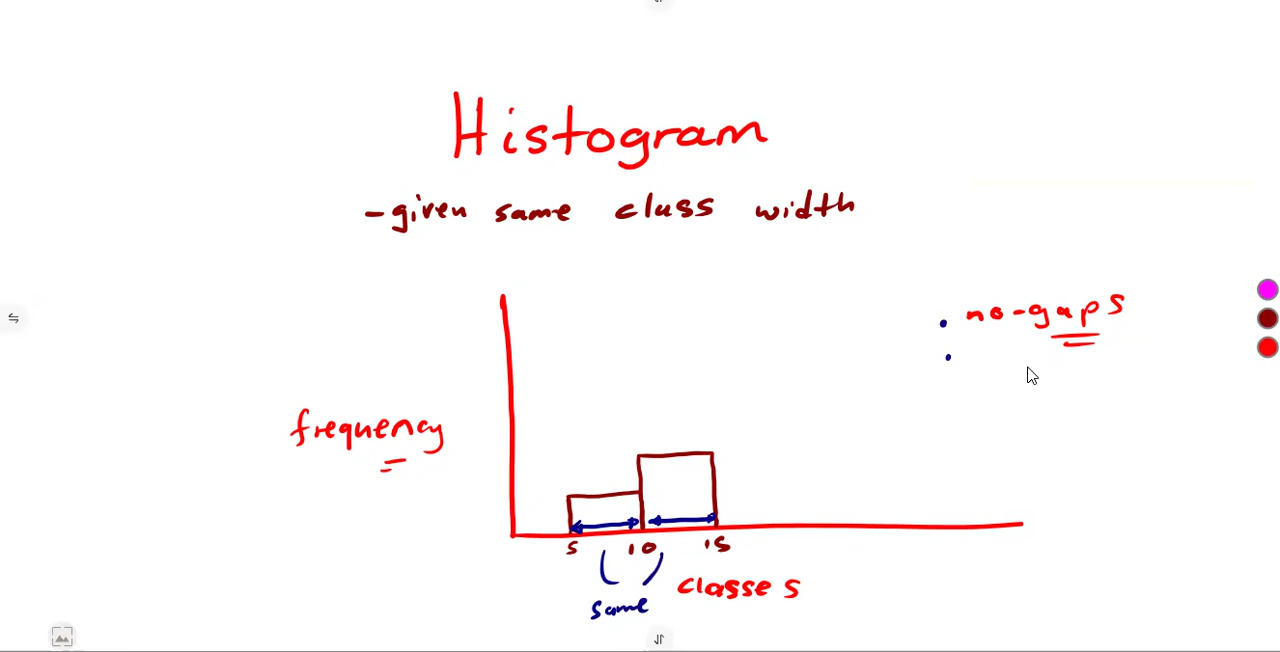 Histogram
-given same class width
. no-gaps
.
frequency
5 10 15
classes
same